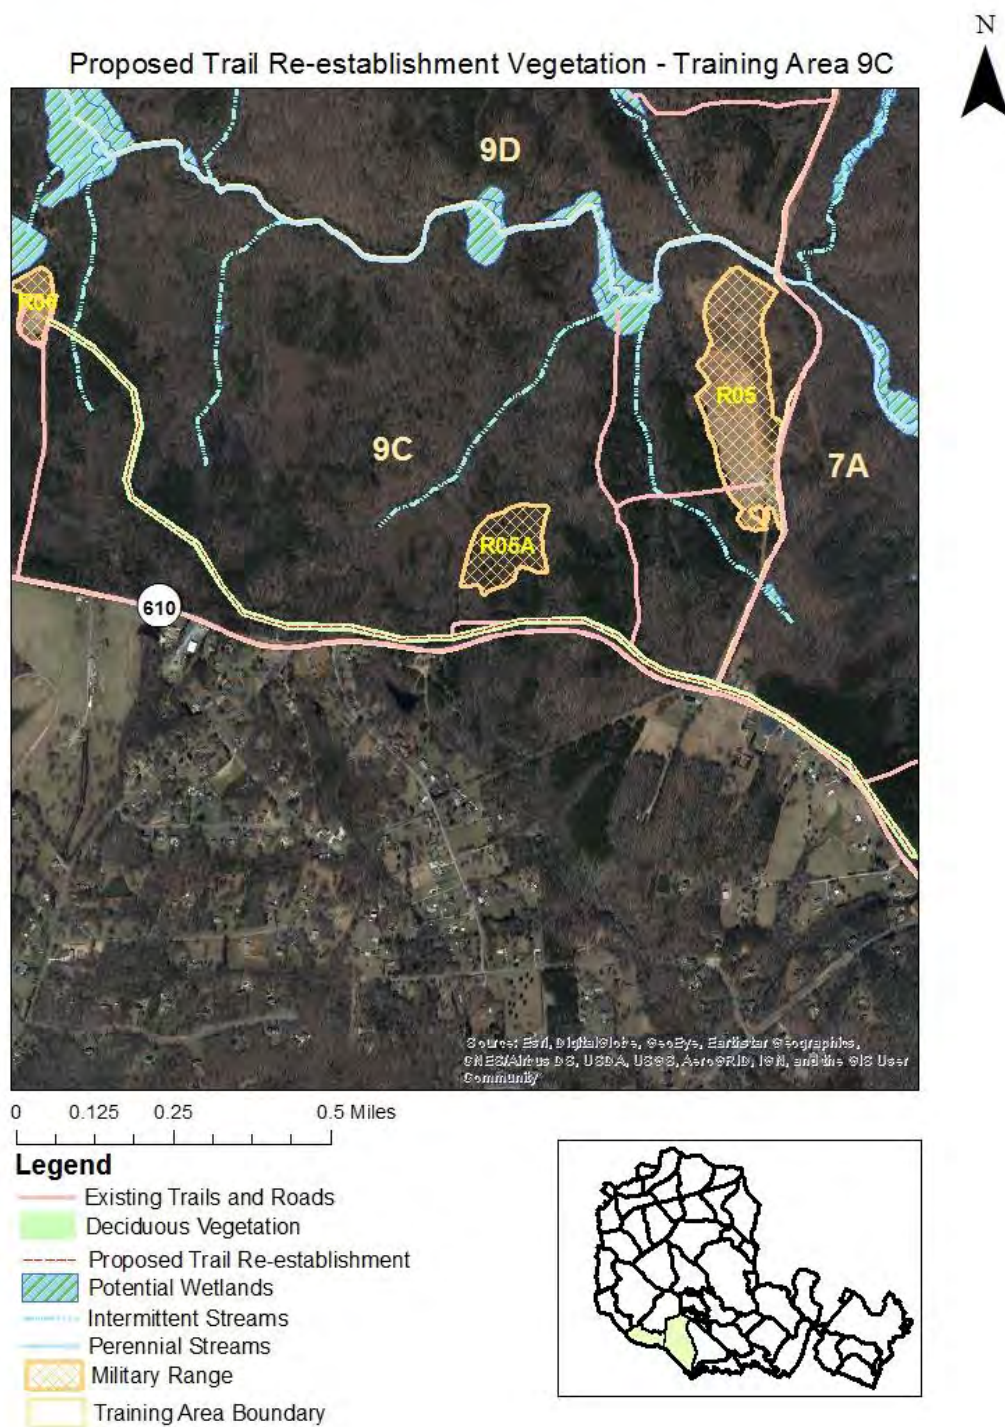 N
Proposed Trail Re-establishment Vegetation - Training Area 9C
9D
R06
R05
9C
7A
R05A
610
Source: Esri, DigitalGlobe, GeoEye, Earthstar Geographics,
CNES/Airbus DS, USDA, USGS, AeroGRID, IGN, and the GIS User
Community
0 0.125 0.25 0.5 Miles
Legend
Existing Trails and Roads
Deciduous Vegetation
Proposed Trail Re-establishment
Potential Wetlands
Intermittent Streams
Perennial Streams
Military Range
Training Area Boundary